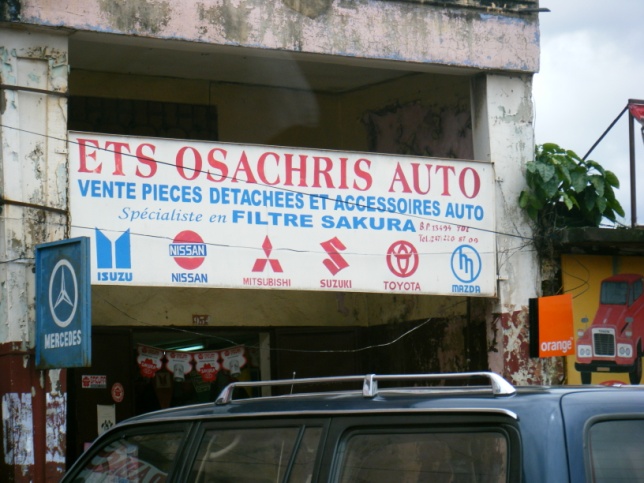 ETS OSACHRIS AUTO
VENTE PIECES DETACHEES ET ACCESSOIRES AUTO
Spécialiste en FILTRE SAKURA
ISUZU
NISSAN
NISSAN
MITSUBISHI
SUZUKI
TOYOTA
MAZDA
MERCEDES
orange